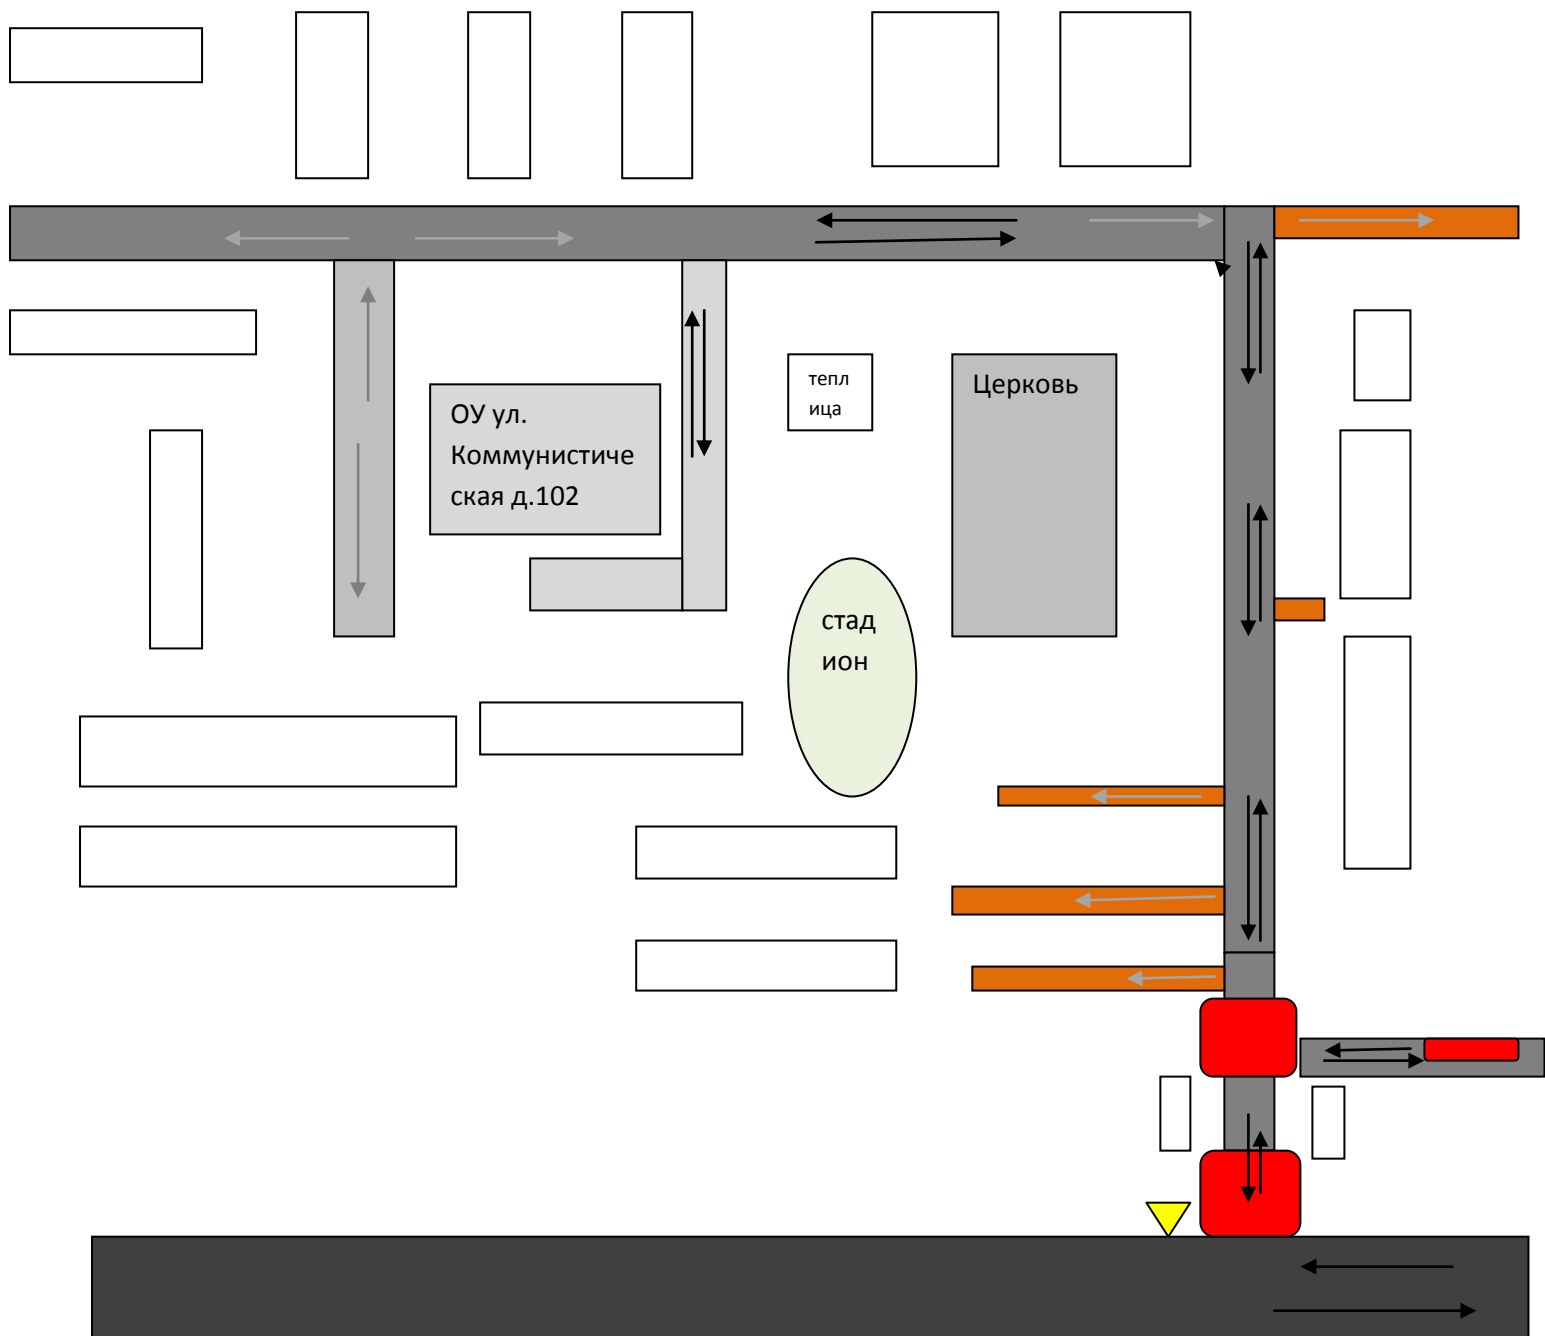 тепл
ица
Церковь
ОУ ул.
Коммунистиче
ская д.102
стад
ион